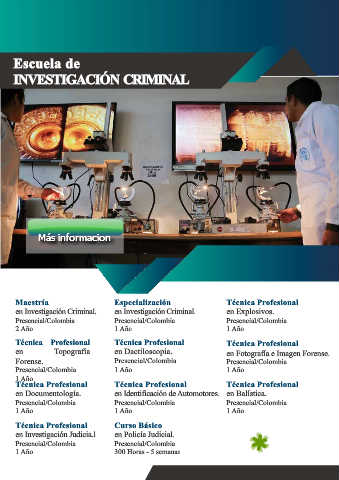 Escuela de
INVESTIGACIÓN CRIMINAL
Más informacion
Maestría
en Investigación Criminal.
Presencial/Colombia
2 Año
Especialización
en Investigación Criminal.
Presencial/Colombia
1 Año
Técnica Profesional
en Explosivos.
Presencial/Colombia
1 Año
Técnica Profesional
en Topografía
Forense.
Presencial/Colombia
1 Año
Técnica Profesional
en Dactiloscopia.
Presencial/Colombia
1 Año
Técnica Profesional
en Fotografía e Imagen Forense.
Presencial/Colombia
1 Año
Técnica Profesional
en Documentología.
Presencial/Colombia
1 Año
Técnica Profesional
en Identificación de Automotores.
Presencial/Colombia
1 Año
Técnica Profesional
en Balística.
Presencial/Colombia
1 Año
Técnica Profesional
en Investigación Judicia.l
Presencial/Colombia
1 Año
Curso Básico
en Policía Judicial.
Presencial/Colombia
300 Horas - 5 semanas